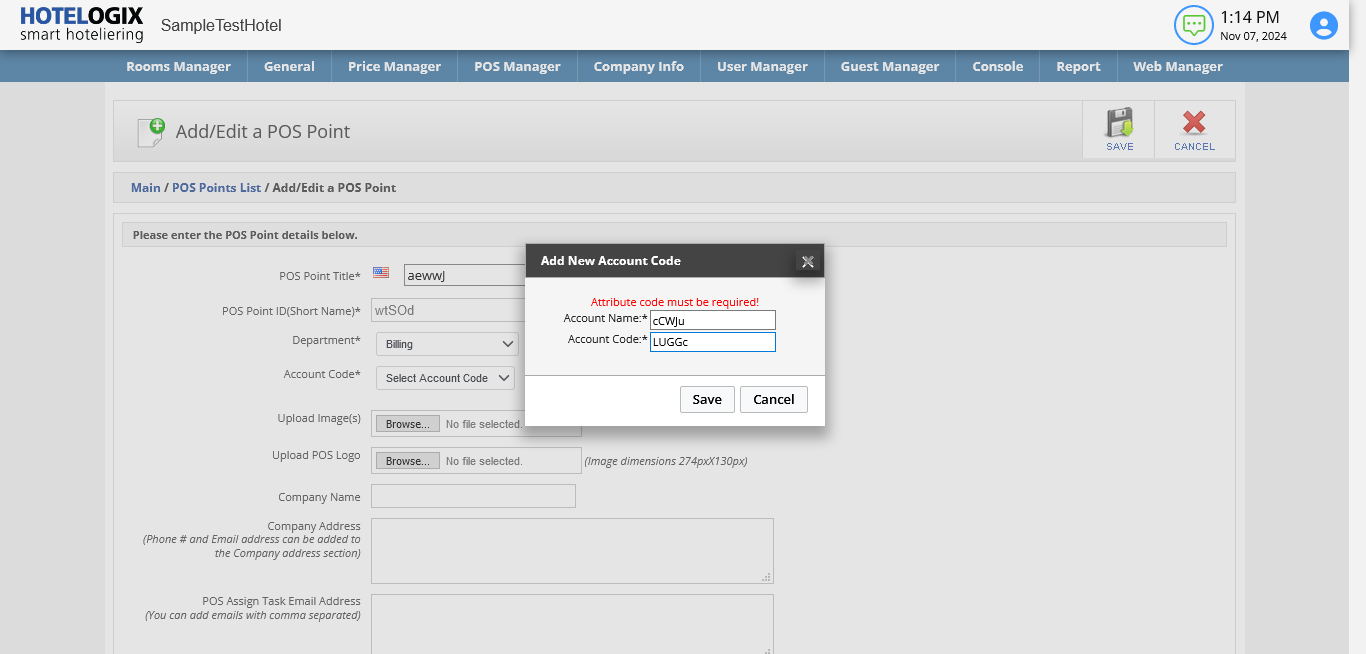 HOTELOGIX
smart hoteliering
SampleTestHotel
1:14 PM
Nov 07, 2024
Rooms Manager General Price Manager POS Manager Company Info User Manager Guest Manager Console Report Web Manager
Add/Edit a POS Point
SAVE
CANCEL
Main / POS Points List / Add/Edit a POS Point
Please enter the POS Point details below.
POS Point Title* aewwJ
POS Point ID(Short Name)* wtSOd
Department* Billing
Account Code* Select Account Code
Upload Image(s) Browse... No file selected.
Upload POS Logo Browse... No file selected. (Image dimensions 274pxX130px)
Company Name
Company Address
(Phone # and Email address can be added to
the Company address section)
POS Assign Task Email Address
(You can add emails with comma separated)
Add New Account Code
Attribute code must be required!
Account Name:* cCWJu
Account Code:* LUGGc
Save Cancel